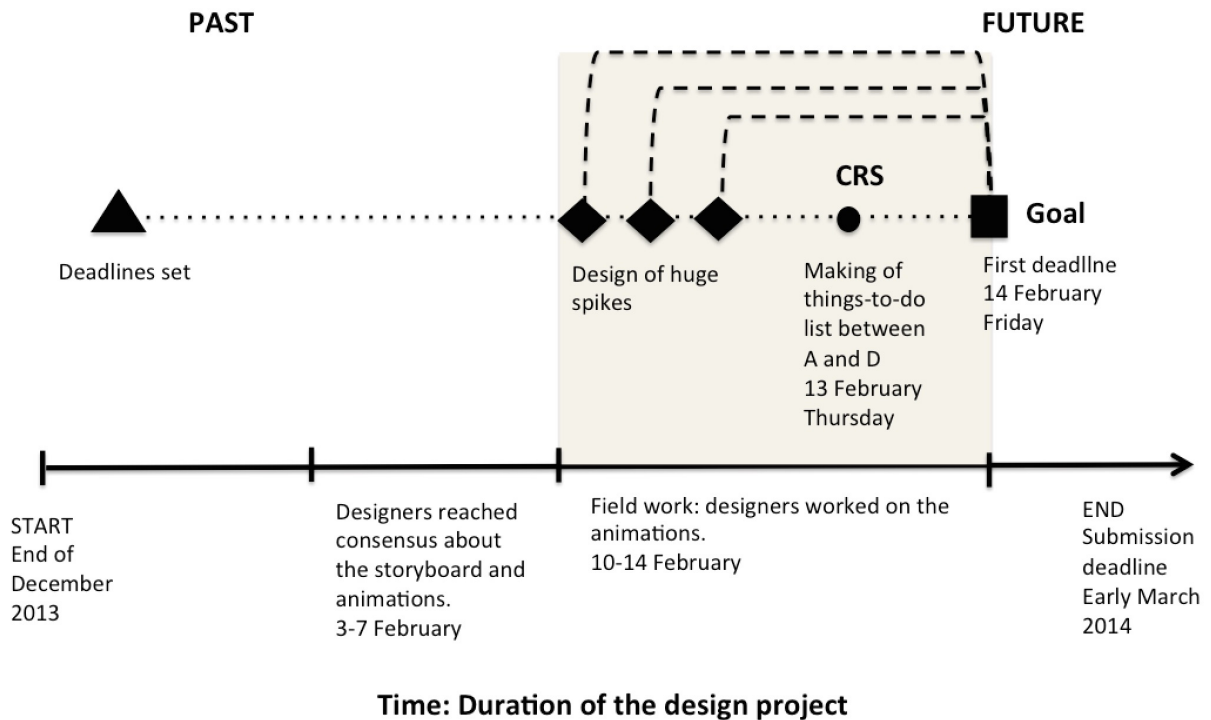 PAST
FUTURE
CRS
Goal
Deadlines set
Design of huge
spikes
Making of
things-to-do
list between
A and D
13 February
Thursday
First deadllne
14 February
Friday
START
End of
December
2013
Designers reached
consensus about
the storyboard and
animations.
3-7 February
Field work: designers worked on the
animations.
10-14 February
END
Submission
deadline
Early March
2014
Time: Duration of the design project